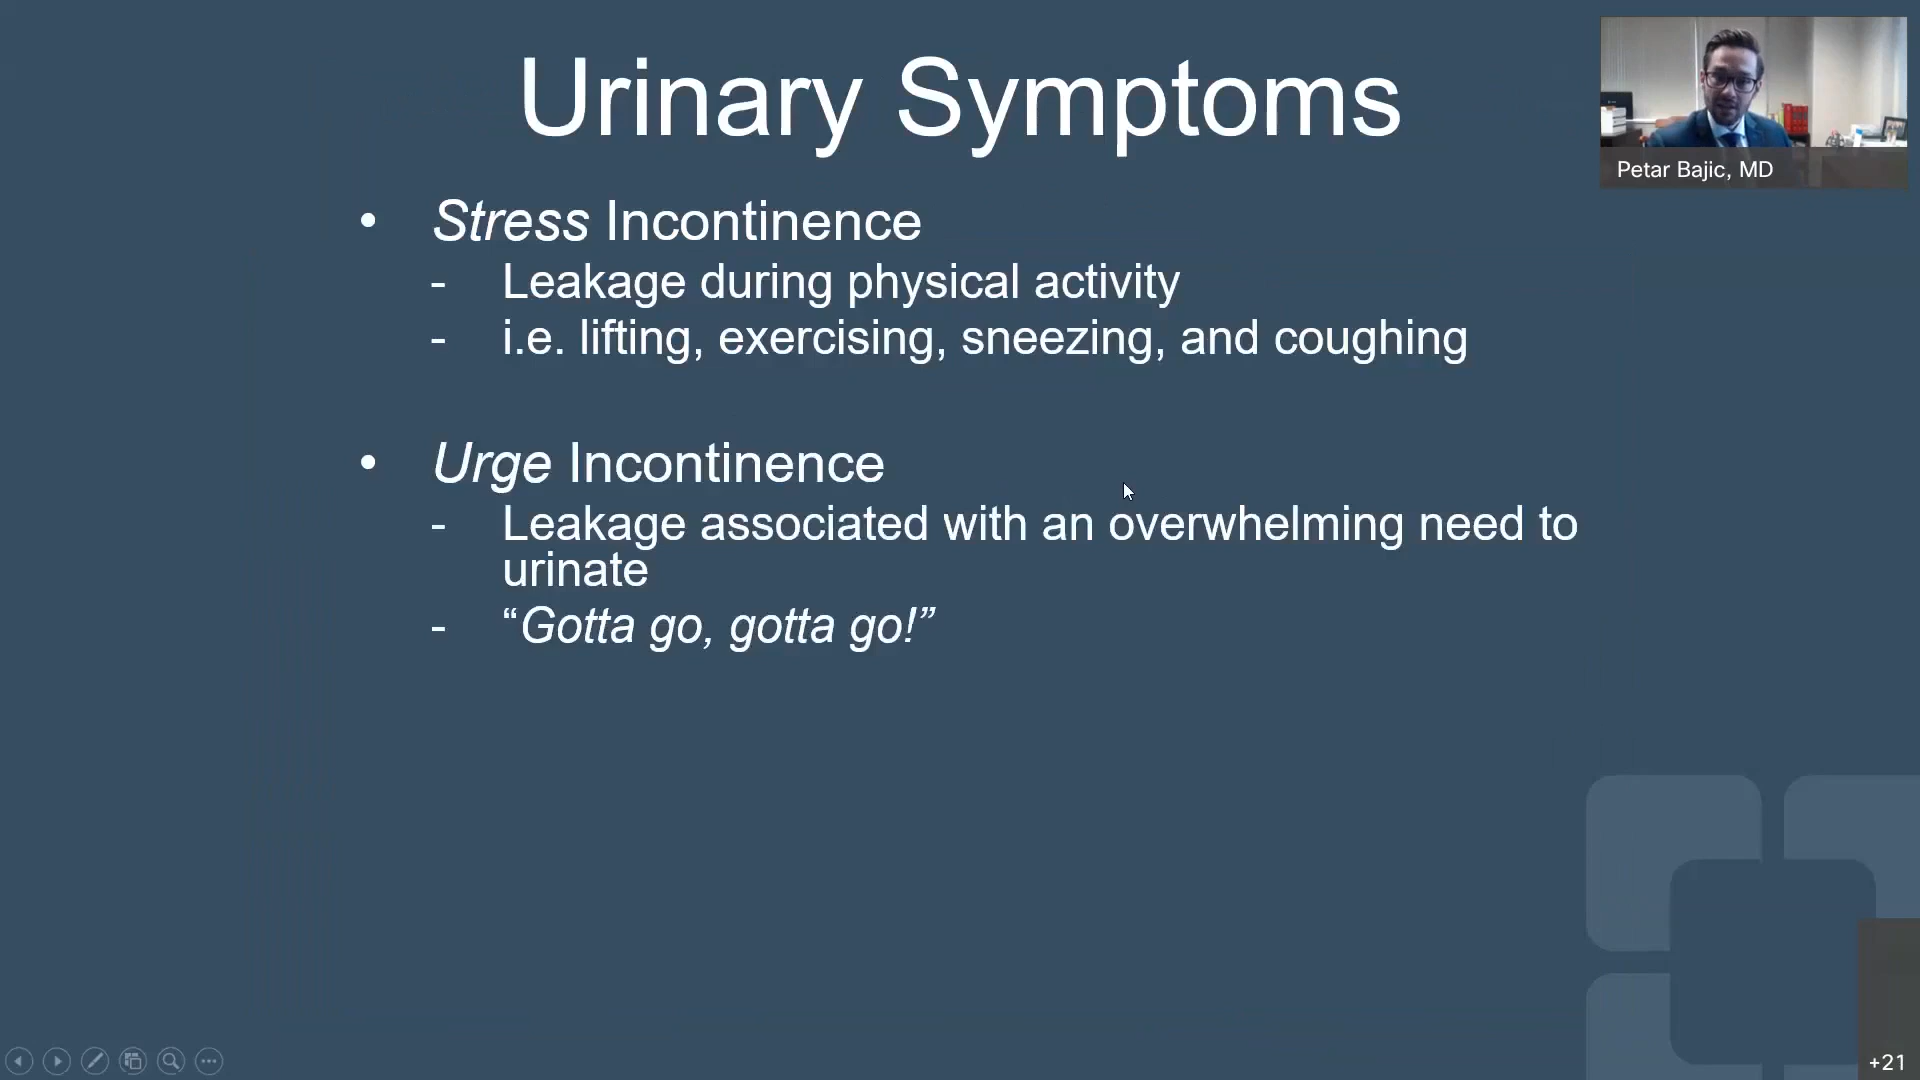 Urinary Symptoms
Petar Bajic, MD
• Stress Incontinence
- Leakage during physical activity
- i.e. lifting, exercising, sneezing, and coughing
• Urge Incontinence
- Leakage associated with an overwhelming need to
urinate
- “Gotta go, gotta go!”
+21